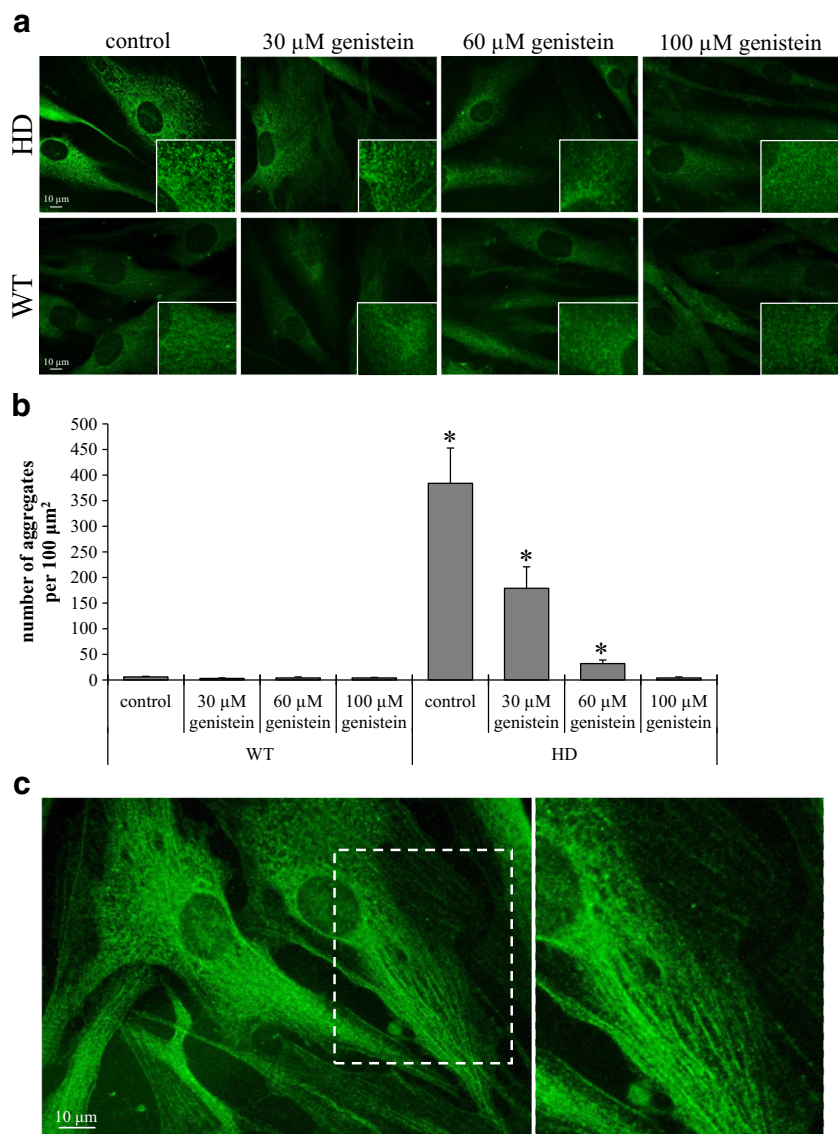 a
control 30 µM genistein 60 µM genistein 100 µM genistein
HD
10 µm
WT
10 µm
b
number of aggregates
per 100 µm²
500
450
400
350
300
250
200
150
100
50
0
* * *
control 30 µM genistein 60 µM genistein 100 µM genistein control 30 µM genistein 60 µM genistein 100 µM genistein
WT HD
c
10 µm